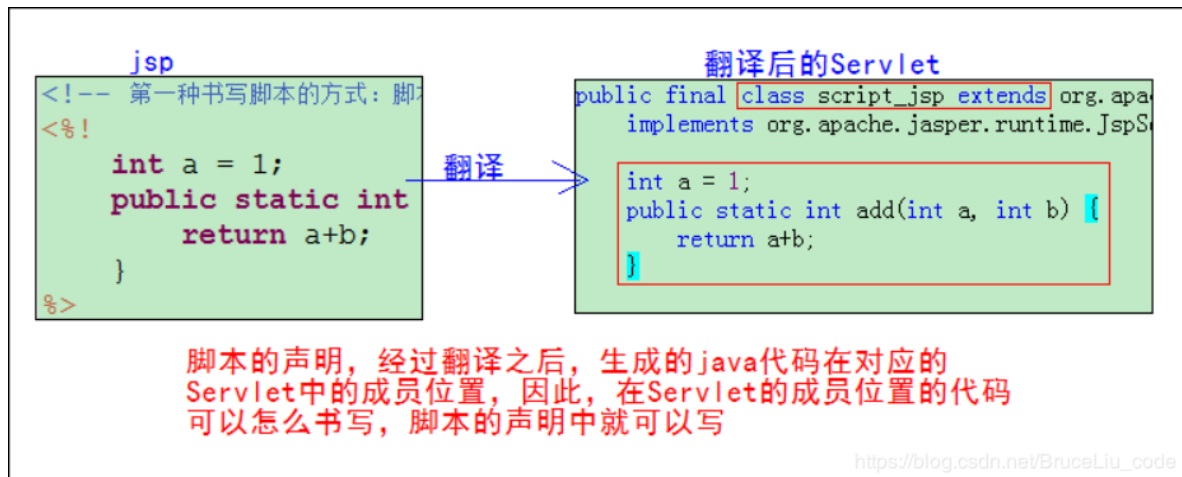 jsp
<!-- 第一种书写脚本的方式：脚
<%!
int a = 1;
public static int
return a+b;
}
%>
翻译
翻译后的Servlet
public final class script_jsp extends org.apa
implements org.apache.jasper.runtime.JspS
int a = 1;
public static int add(int a, int b) {
return a+b;
}
脚本的声明，经过翻译之后，生成的java代码在对应的
Servlet中的成员位置，因此，在Servlet的成员位置的代码
可以怎么书写，脚本的声明中就可以写
https://blog.csdn.net/BruceLiu_code